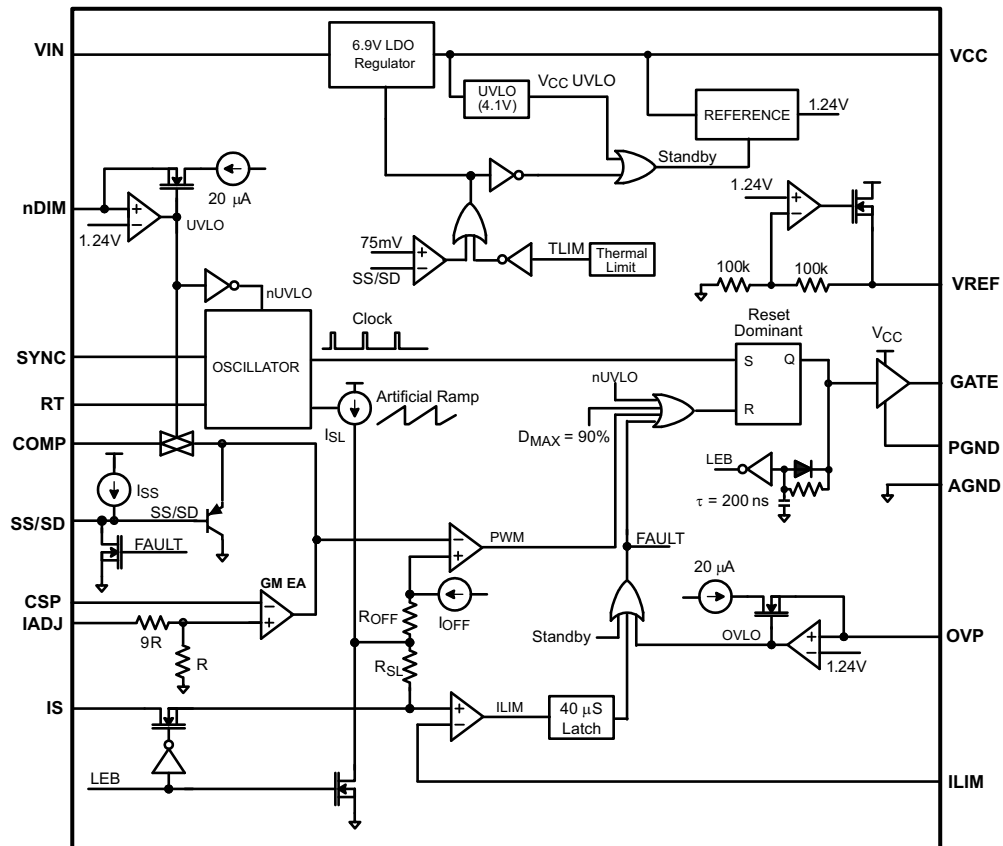 VIN
6.9V LDO
Regulator
VCC
UVLO
(4.1V)
VCC UVLO
REFERENCE
1.24V
Standby
20 μA
nDIM
1.24V
UVLO
1.24V
75mV
SS/SD
TLIM
Thermal
Limit
100k
100k
VREF
nUVLO
Clock
Reset
Dominant
SYNC
OSCILLATOR
S
Q
VCC
GATE
RT
ISL
Artificial Ramp
nUVLO
R
DMAX = 90%
COMP
PGND
LEB
ISS
τ = 200 ns
AGND
SS/SD
SS/SD
FAULT
PWM
FAULT
GM EA
20 μA
CSP
IADJ
9R
R
ROFF
IOFF
Standby
OVLO
OVP
1.24V
RSL
IS
ILIM
40 μS
Latch
LEB
ILIM